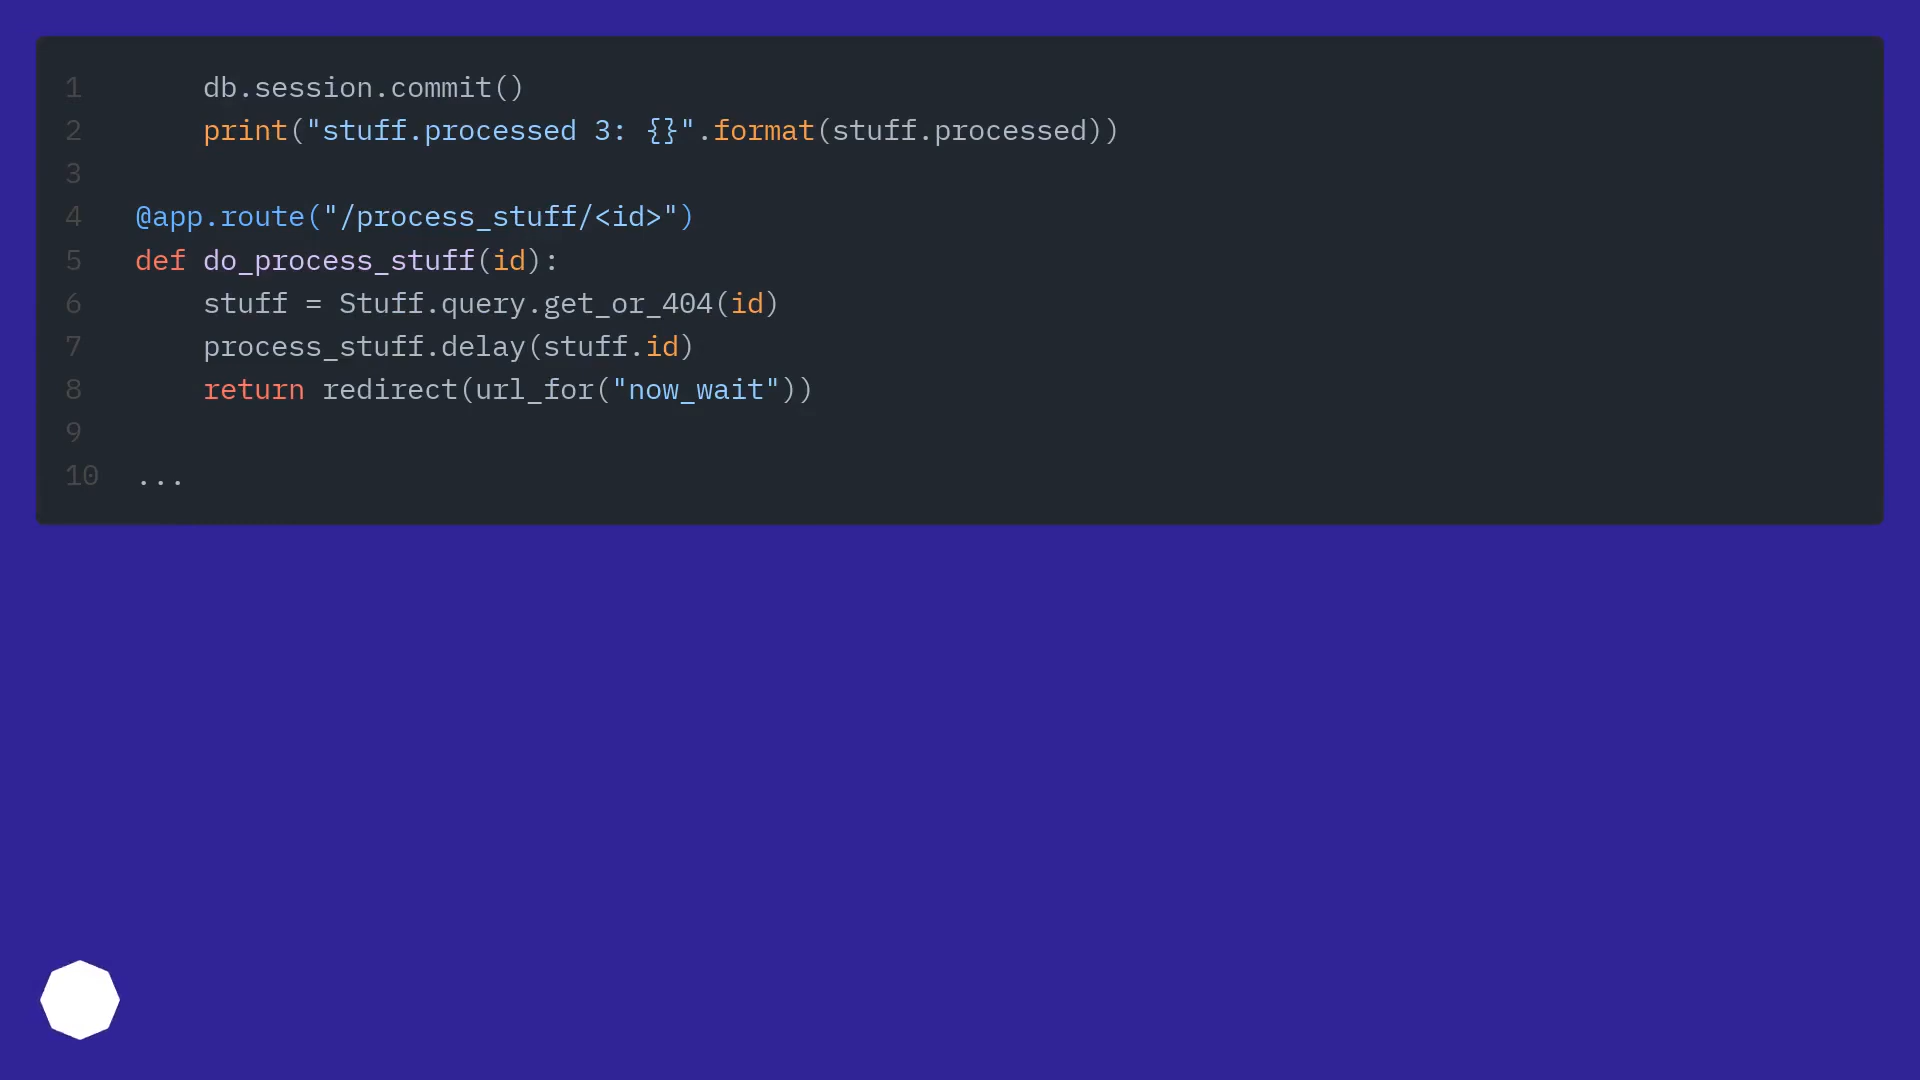 1 db.session.commit()
2 print("stuff.processed 3: {}".format(stuff.processed))
3
4 @app.route("/process_stuff/<id>")
5 def do_process_stuff(id):
6 stuff = Stuff.query.get_or_404(id)
7 process_stuff.delay(stuff.id)
8 return redirect(url_for("now_wait"))
9
10 ...